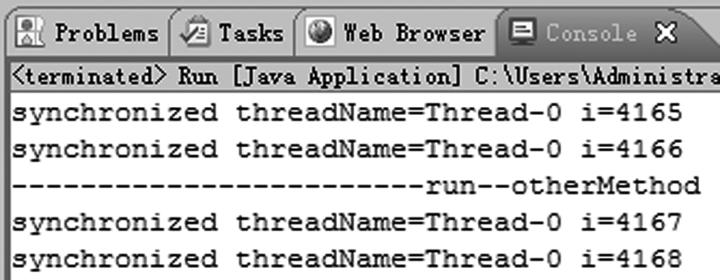 Problems Tasks Web Browser Console
<terminated> Run [Java Application] C:\Users\Administra
synchronized threadName=Thread-0 i=4165
synchronized threadName=Thread-0 i=4166
------------------------run--otherMethod
synchronized threadName=Thread-0 i=4167
synchronized threadName=Thread-0 i=4168